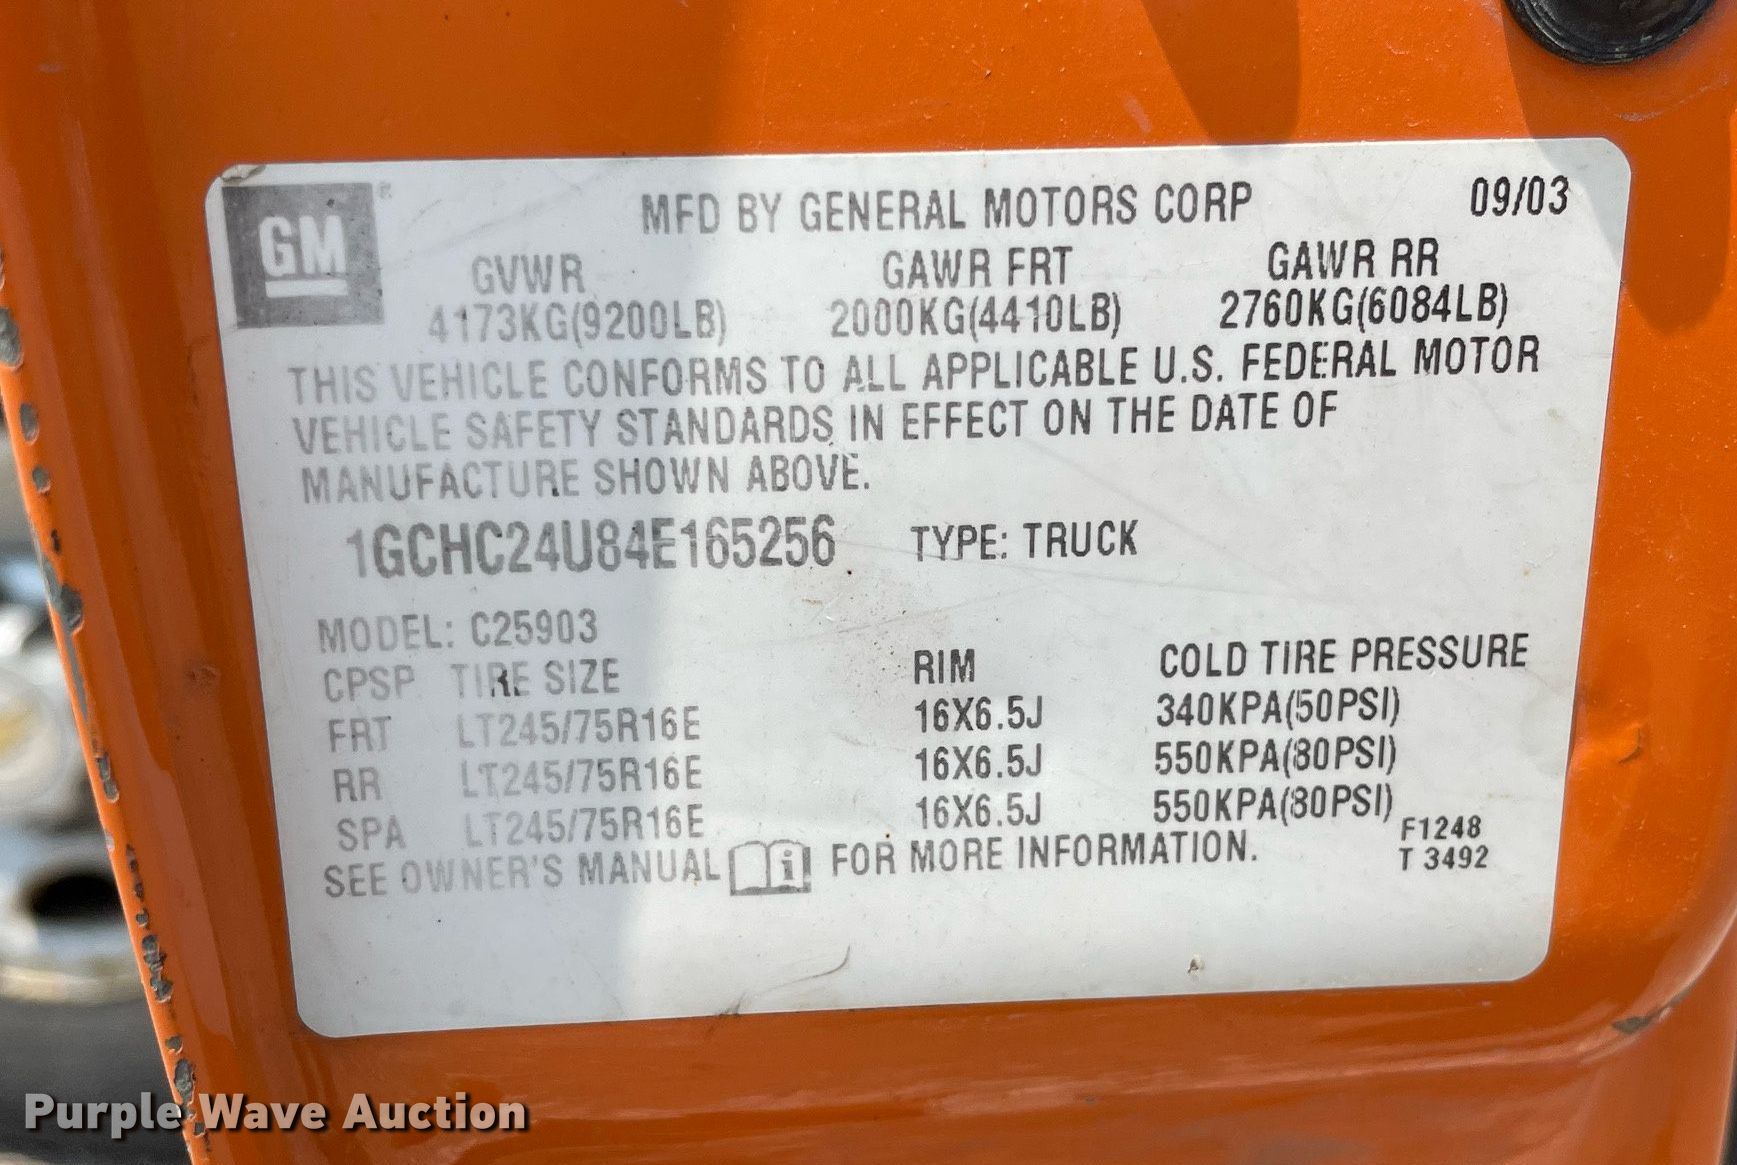 GM®
MFD BY GENERAL MOTORS CORP 09/03
GVWR GAWR FRT GAWR RR
4173KG(9200LB) 2000KG(4410LB) 2760KG(6084LB)
THIS VEHICLE CONFORMS TO ALL APPLICABLE U.S. FEDERAL MOTOR
VEHICLE SAFETY STANDARDS IN EFFECT ON THE DATE OF
MANUFACTURE SHOWN ABOVE.
1GCHC24U84E165256 TYPE: TRUCK
MODEL: C25903
CPSP TIRE SIZE RIM COLD TIRE PRESSURE
FRT LT245/75R16E 16X6.5J 340KPA(50PSI)
RR LT245/75R16E 16X6.5J 550KPA(80PSI)
SPA LT245/75R16E 16X6.5J 550KPA(80PSI)
SEE OWNER'S MANUAL FOR MORE INFORMATION.
F1248
T 3492
Purple Wave Auction